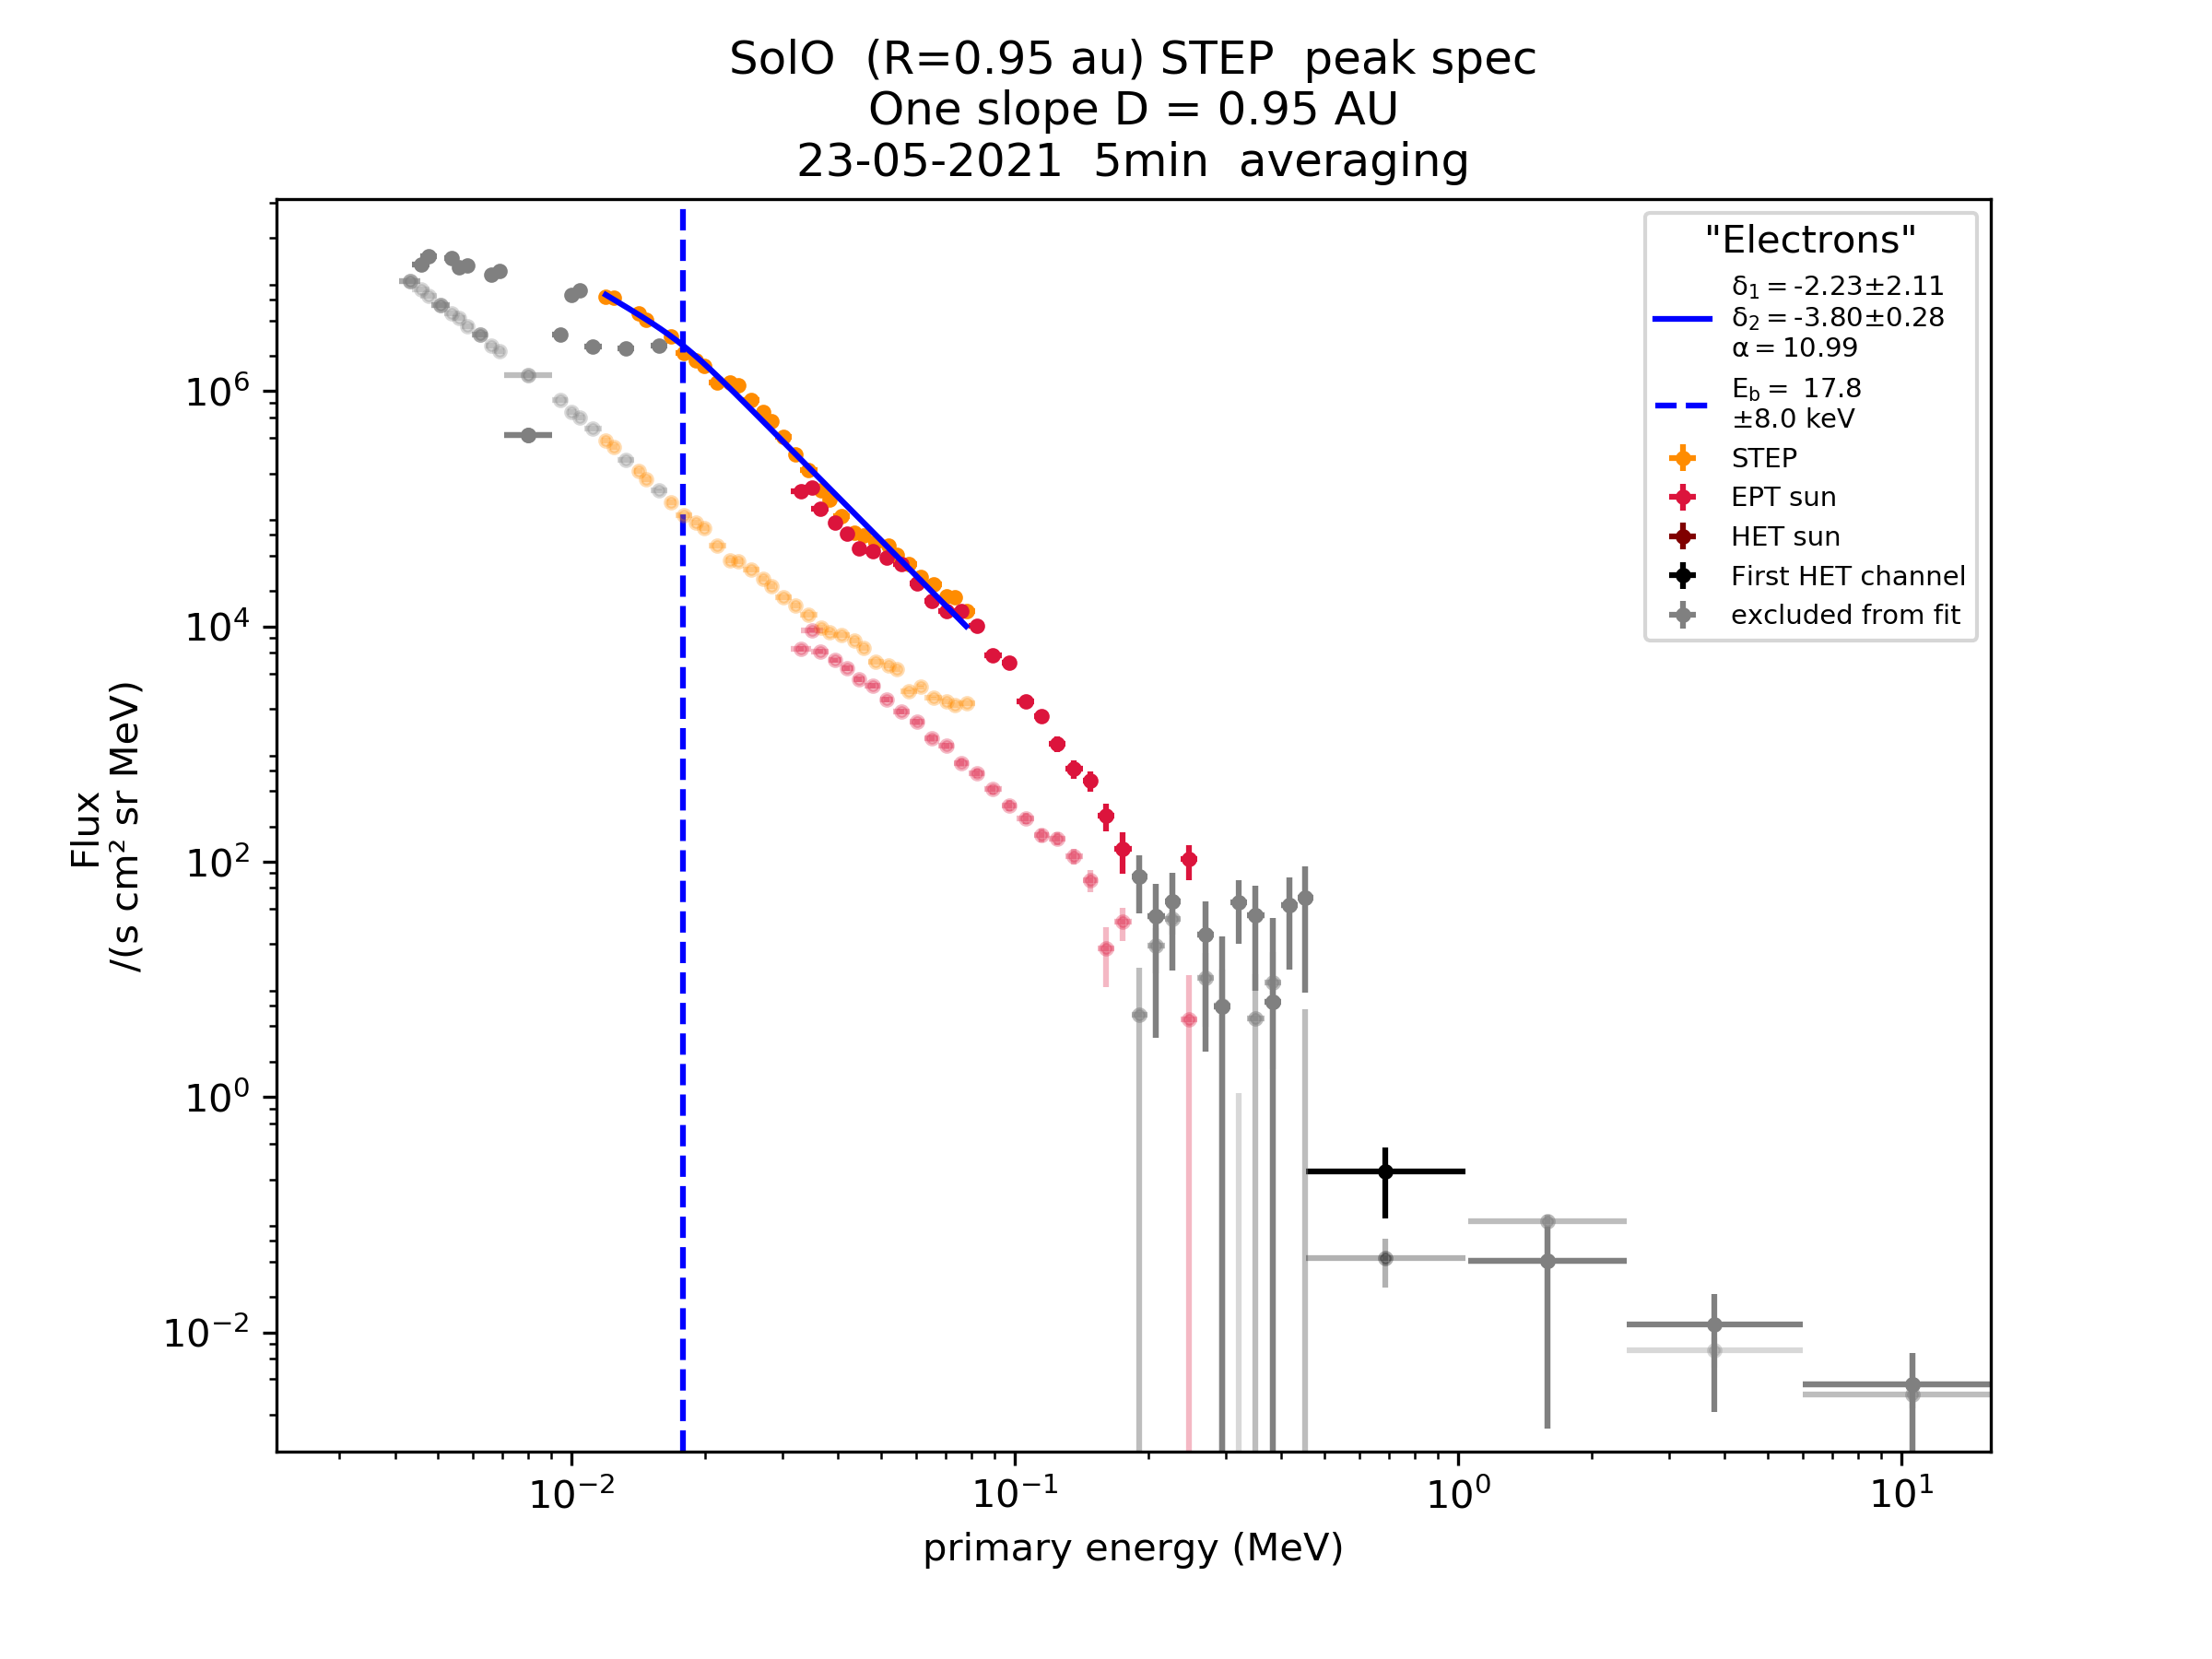 SolO  (R=0.95 au) STEP  peak spec
One slope D = 0.95 AU
23-05-2021  5min  averaging
"Electrons"
δ₁ = -2.23±2.11
δ₂ = -3.80±0.28
α = 10.99
E_b =  17.8
±8.0 keV
STEP
EPT sun
HET sun
First HET channel
excluded from fit
Flux
/(s cm² sr MeV)
10⁶
10⁴
10²
10⁰
10⁻²
10⁻²
10⁻¹
10⁰
10¹
primary energy (MeV)